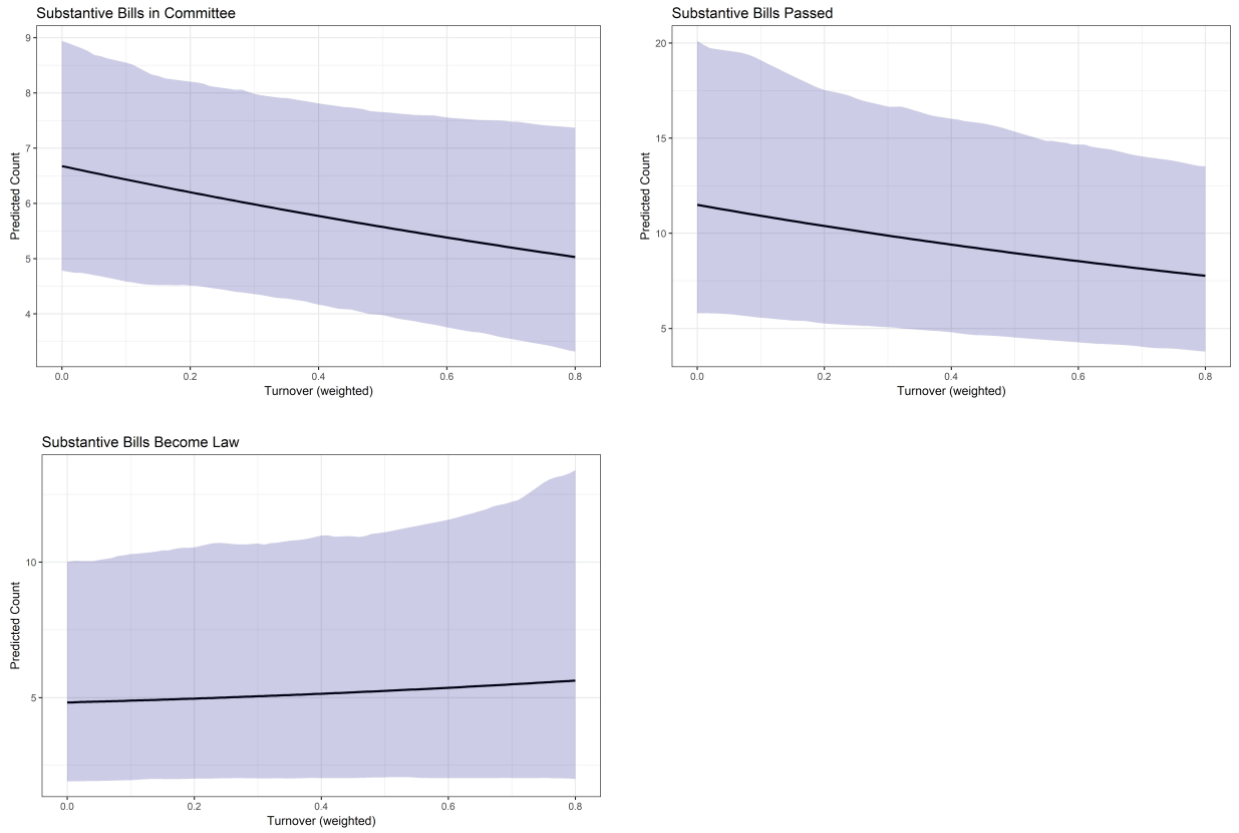 Substantive Bills in Committee
9
8
7
6
5
4
Predicted Count
0.0 0.2 0.4 0.6 0.8
Turnover (weighted)
Substantive Bills Passed
20
15
10
5
Predicted Count
0.0 0.2 0.4 0.6 0.8
Turnover (weighted)
Substantive Bills Become Law
10
5
Predicted Count
0.0 0.2 0.4 0.6 0.8
Turnover (weighted)